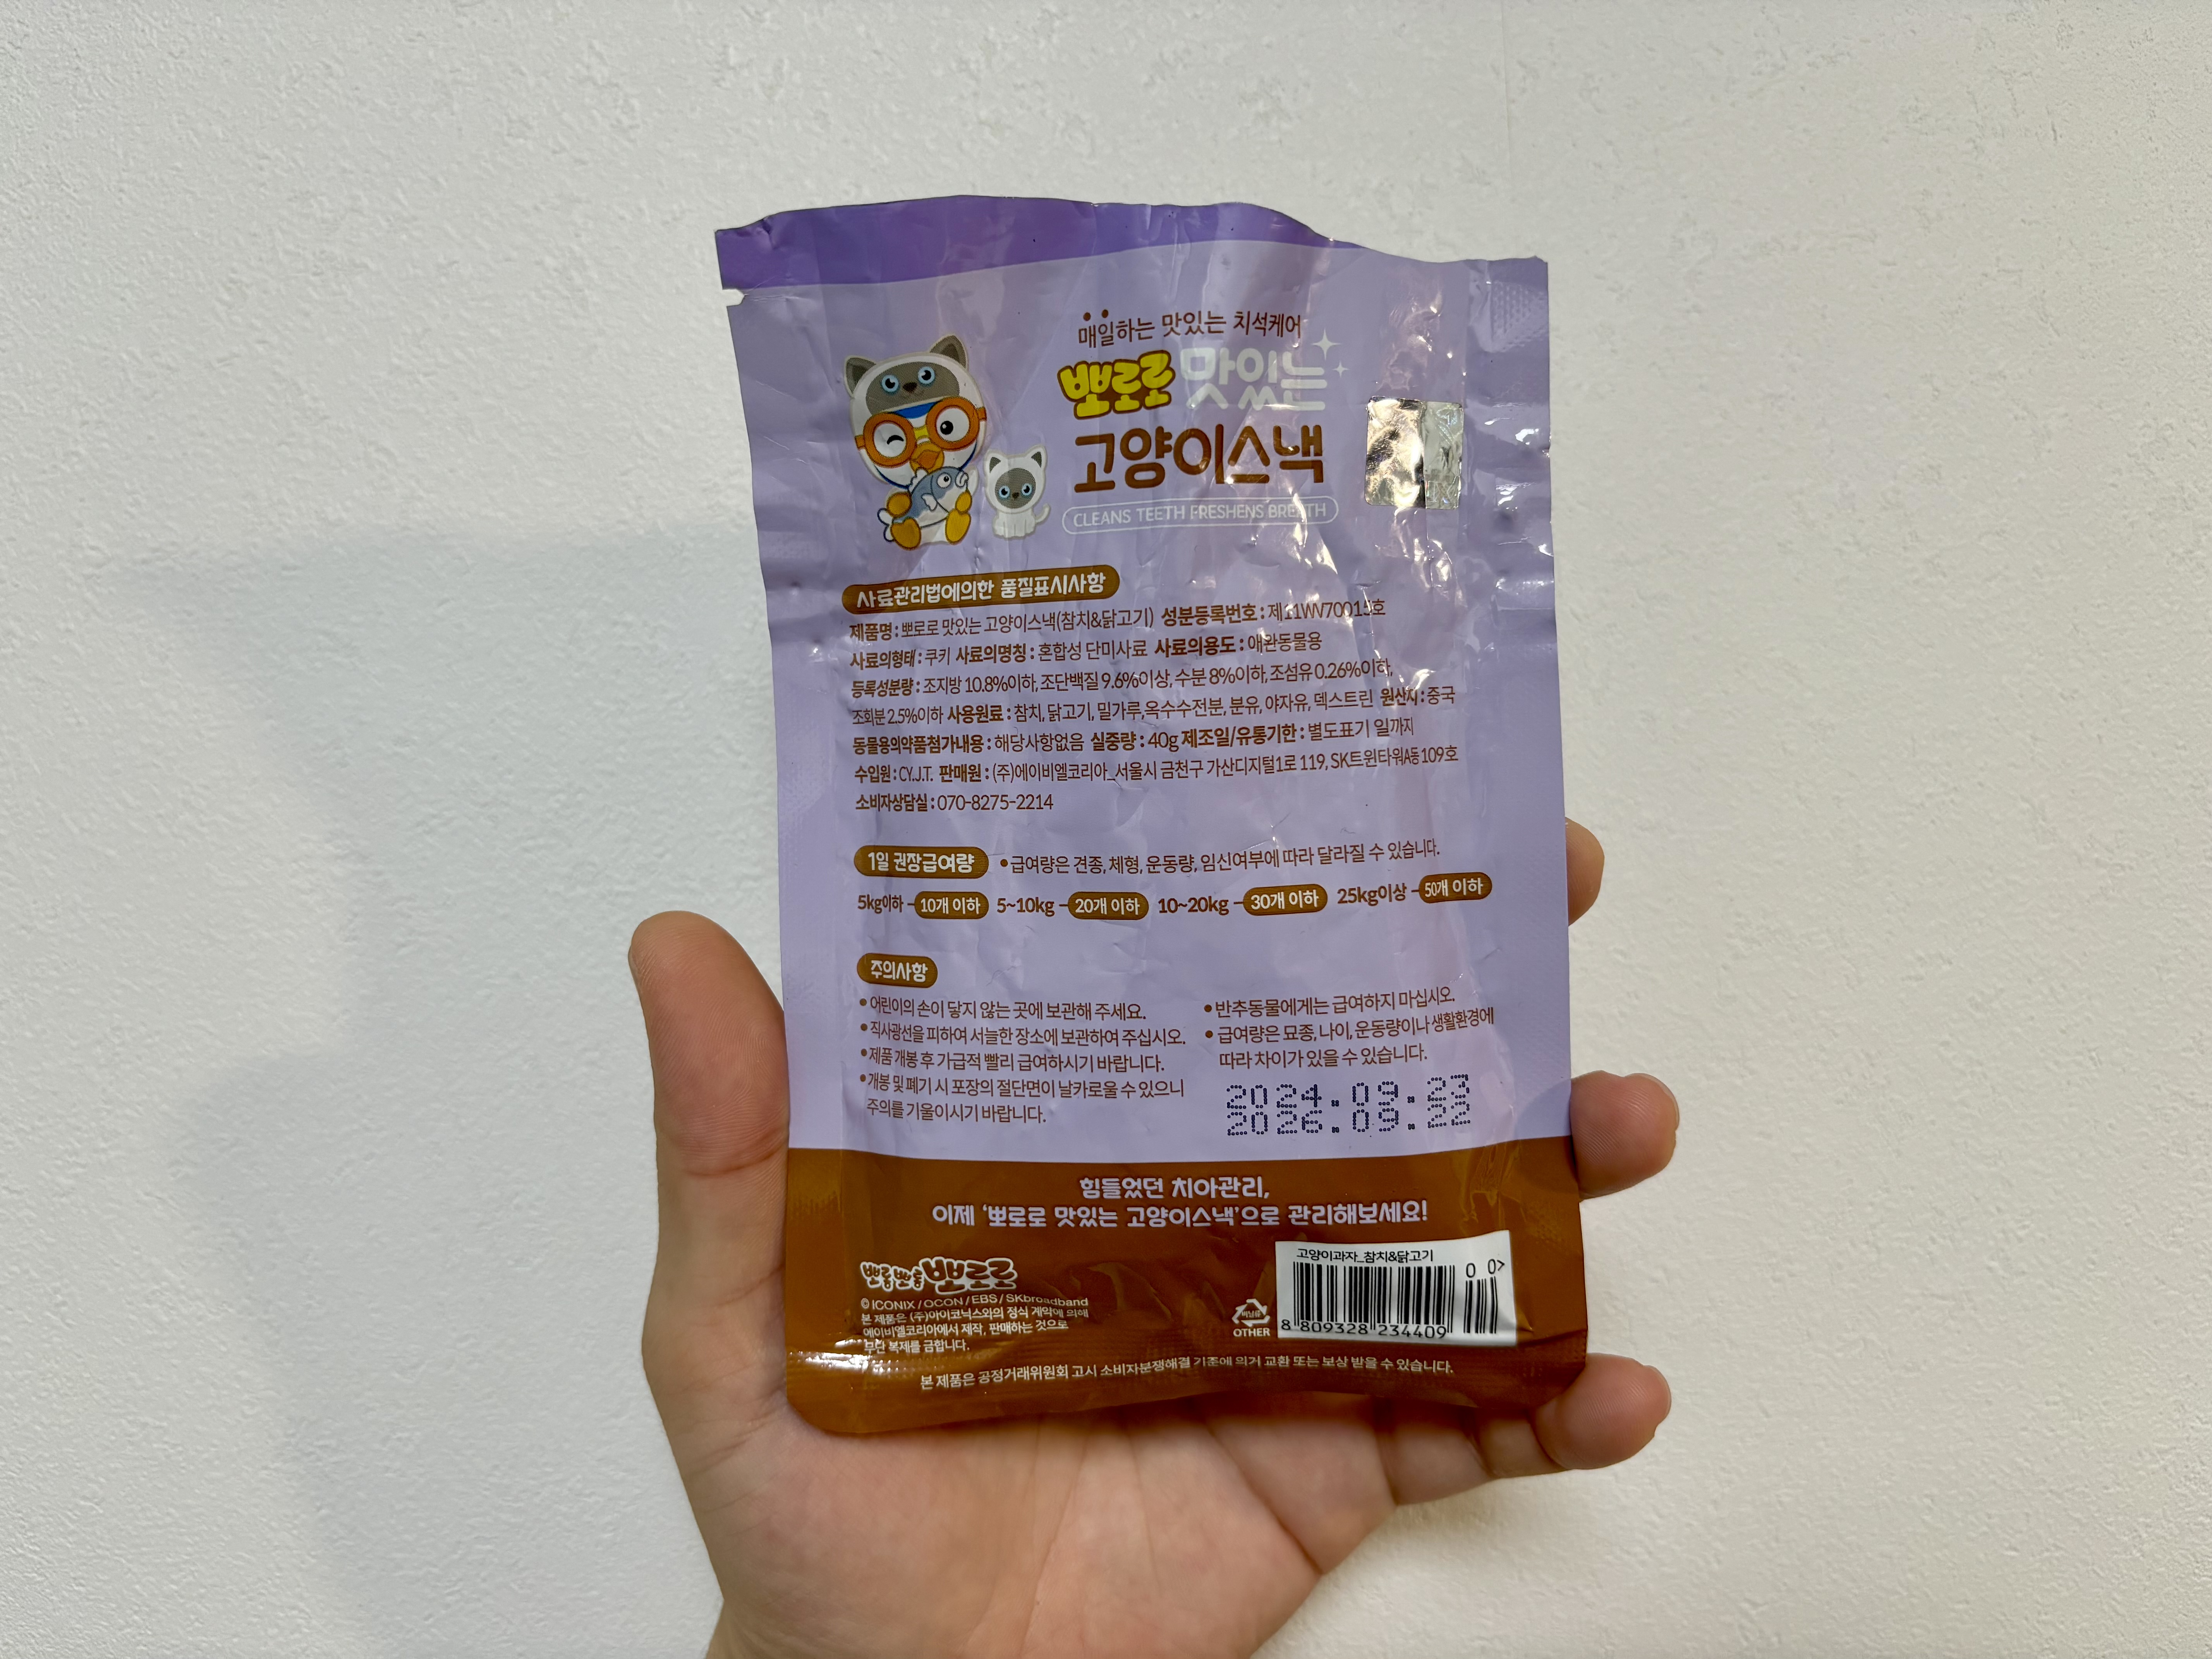 매일하는 맛있는 치석케어
뽀로로 맛있는
고양이스낵
CLEANS TEETH FRESHENS BREATH
사료관리법에의한 품질표시사항
제품명 : 뽀로로 맛있는 고양이스낵(참치&닭고기) 성분등록번호 : 제11WV70015호
사료의형태 : 쿠키 사료의명칭 : 혼합성 단미사료 사료의용도 : 애완동물용
등록성분량 : 조지방 10.8%이하, 조단백질 9.6%이상, 수분 8%이하, 조섬유 0.26%이하,
조회분 2.5%이하 사용원료 : 참치, 닭고기, 밀가루,옥수수전분, 분유, 야자유, 덱스트린 원산지 : 중국
동물용의약품첨가내용 : 해당사항없음 실중량 : 40g 제조일/유통기한 : 별도표기 일까지
수입원 : CY.J.T. 판매원 : (주)에이비엘코리아_서울시 금천구 가산디지털1로 119, SK트윈타워A동109호
소비자상담실 : 070-8275-2214
1일 권장급여량 •급여량은 견종, 체형, 운동량, 임신여부에 따라 달라질 수 있습니다.
5kg이하 – 10개 이하 5~10kg – 20개 이하 10~20kg – 30개 이하 25kg이상 – 50개 이하
주의사항
•어린이의 손이 닿지 않는 곳에 보관해 주세요.
•직사광선을 피하여 서늘한 장소에 보관하여 주십시오.
•제품 개봉 후 가급적 빨리 급여하시기 바랍니다.
•개봉 및 폐기 시 포장의 절단면이 날카로울 수 있으니
주의를 기울이시기 바랍니다.
•반추동물에게는 급여하지 마십시오.
•급여량은 묘종, 나이, 운동량이나 생활환경에
따라 차이가 있을 수 있습니다.
2024.09.23
2026.09.22
힘들었던 치아관리,
이제 '뽀로로 맛있는 고양이스낵'으로 관리해보세요!
뽀롱뽀롱 뽀로로
© ICONIX / OCON / EBS / SKbroadband
본 제품은 (주)아이코닉스와의 정식 계약에 의해
에이비엘코리아에서 제작, 판매하는 것으로
무단 복제를 금합니다.
비닐류
OTHER
고양이과자_참치&닭고기
0 0>
8 809328 234409
본 제품은 공정거래위원회 고시 소비자분쟁해결 기준에 의거 교환 또는 보상 받을 수 있습니다.